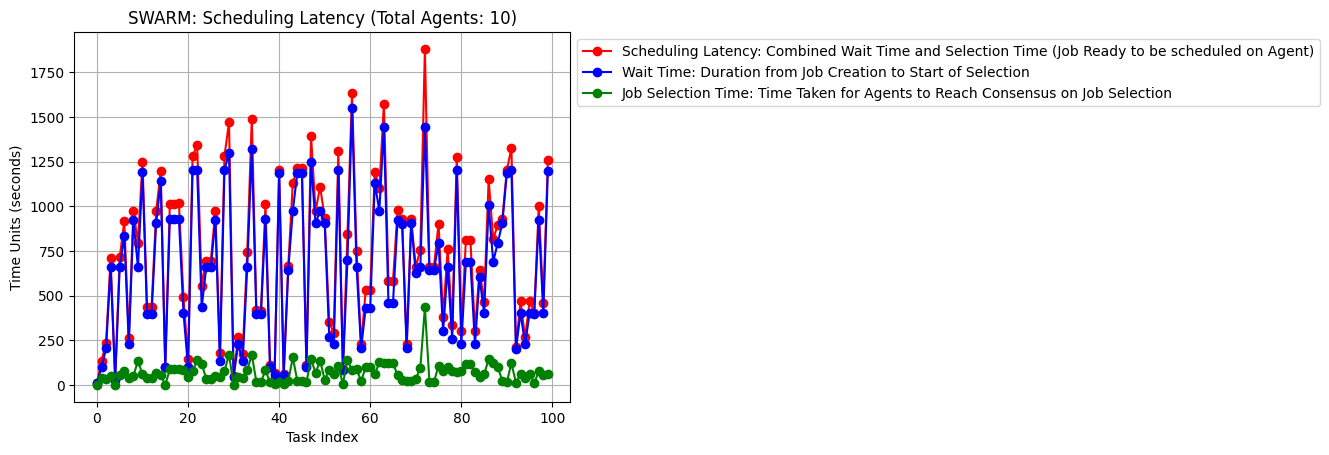 SWARM: Scheduling Latency (Total Agents: 10)
Scheduling Latency: Combined Wait Time and Selection Time (Job Ready to be scheduled on Agent)
Wait Time: Duration from Job Creation to Start of Selection
Job Selection Time: Time Taken for Agents to Reach Consensus on Job Selection
Time Units (seconds)
1750
1500
1250
1000
750
500
250
0
0 20 40 60 80 100
Task Index